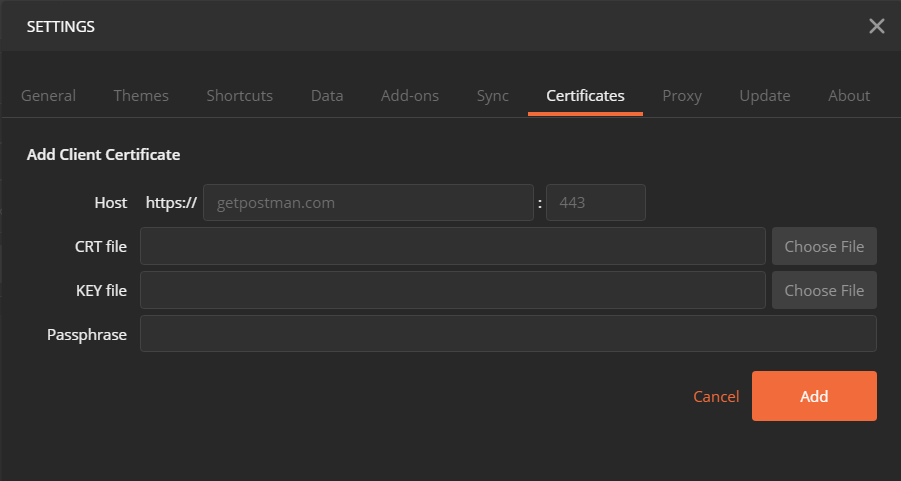 SETTINGS
General Themes Shortcuts Data Add-ons Sync Certificates Proxy Update About
Add Client Certificate
Host https:// getpostman.com : 443
CRT file Choose File
KEY file Choose File
Passphrase
Cancel Add